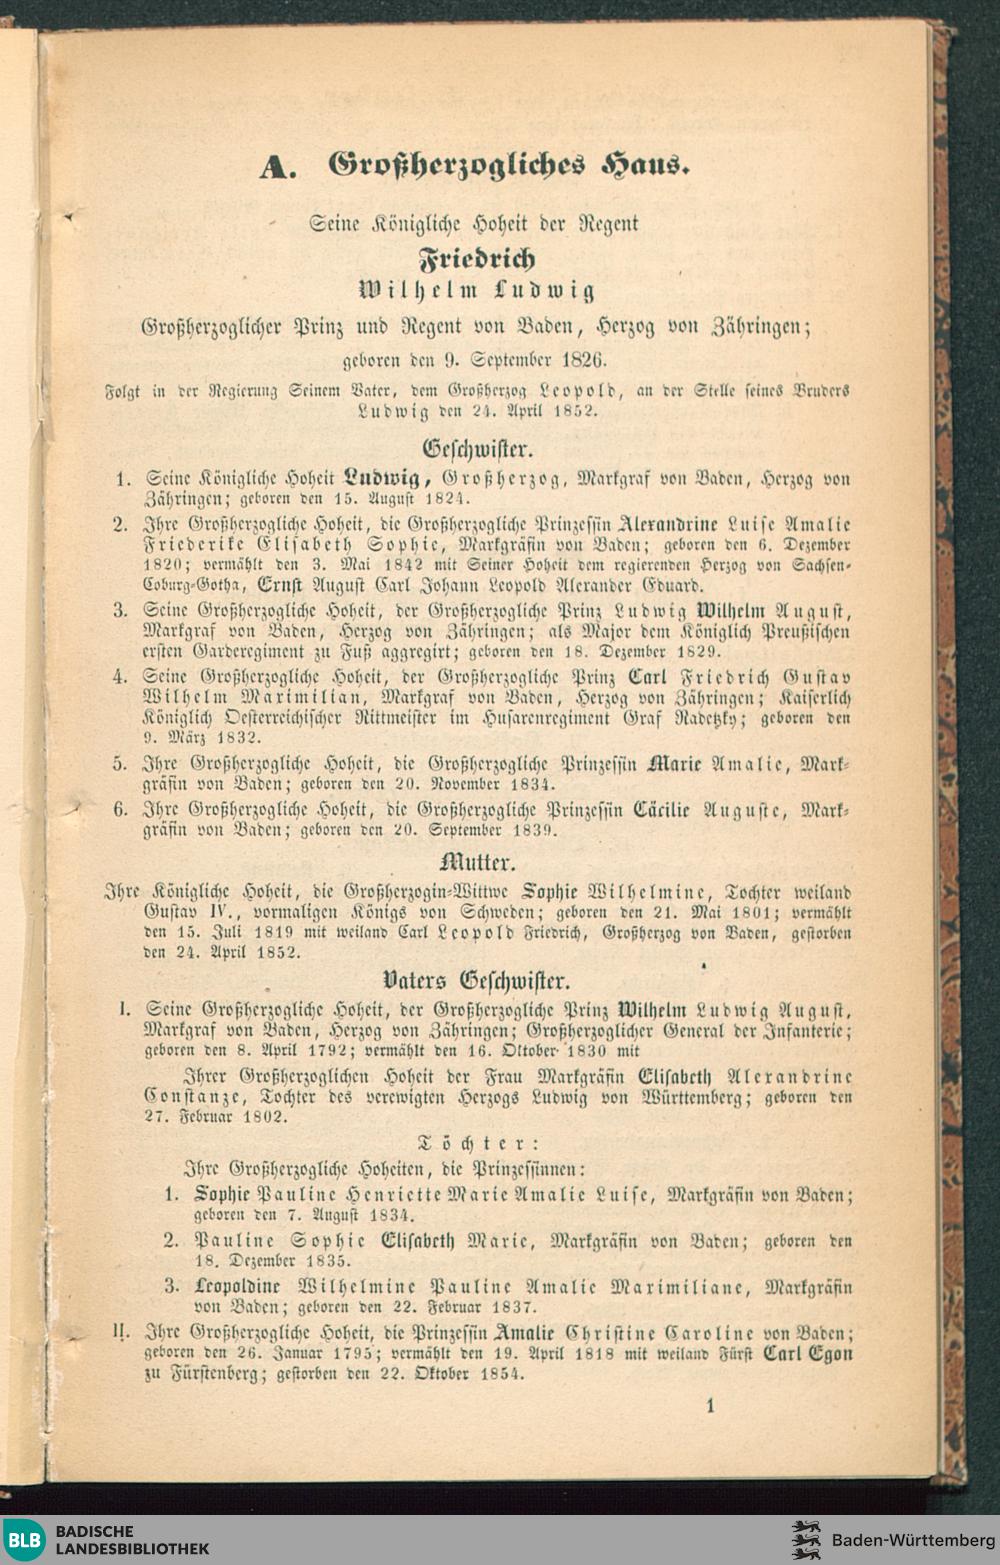 A. Großherzogliches Haus.
Seine Königliche Hoheit der Regent
Friedrich
Wilhelm Ludwig
Großherzoglicher Prinz und Regent von Baden, Herzog von Zähringen;
geboren den 9. September 1826.
Folgt in der Regierung Seinem Vater, dem Großherzog Leopold, an der Stelle seines Bruders
Ludwig den 24. April 1852.
Geschwister.
1. Seine Königliche Hoheit Ludwig, Großherzog, Markgraf von Baden, Herzog von
Zähringen; geboren den 15. August 1824.
2. Ihre Großherzogliche Hoheit, die Großherzogliche Prinzessin Alexandrine Luise Amalie
Friederike Elisabeth Sophie, Markgräfin von Baden; geboren den 6. Dezember
1820; vermählt den 3. Mai 1842 mit Seiner Hoheit dem regierenden Herzog von Sachsen-
Coburg-Gotha, Ernst August Carl Johann Leopold Alexander Eduard.
3. Seine Großherzogliche Hoheit, der Großherzogliche Prinz Ludwig Wilhelm August,
Markgraf von Baden, Herzog von Zähringen; als Major dem Königlich Preußischen
ersten Garderegiment zu Fuß aggregirt; geboren den 18. Dezember 1829.
4. Seine Großherzogliche Hoheit, der Großherzogliche Prinz Carl Friedrich Gustav
Wilhelm Maximilian, Markgraf von Baden, Herzog von Zähringen; Kaiserlich
Königlich Oesterreichischer Rittmeister im Husarenregiment Graf Radetzky; geboren den
9. März 1832.
5. Ihre Großherzogliche Hoheit, die Großherzogliche Prinzessin Marie Amalie, Mark-
gräfin von Baden; geboren den 20. November 1834.
6. Ihre Großherzogliche Hoheit, die Großherzogliche Prinzessin Cäcilie Auguste, Mark-
gräfin von Baden; geboren den 20. September 1839.
Mutter.
Ihre Königliche Hoheit, die Großherzogin-Wittwe Sophie Wilhelmine, Tochter weiland
Gustav IV., vormaligen Königs von Schweden; geboren den 21. Mai 1801; vermählt
den 15. Juli 1819 mit weiland Carl Leopold Friedrich, Großherzog von Baden, gestorben
den 24. April 1852.
Vaters Geschwister.
I. Seine Großherzogliche Hoheit, der Großherzogliche Prinz Wilhelm Ludwig August,
Markgraf von Baden, Herzog von Zähringen; Großherzoglicher General der Infanterie;
geboren den 8. April 1792; vermählt den 16. Oktober 1830 mit
Ihrer Großherzoglichen Hoheit der Frau Markgräfin Elisabeth Alexandrine
Constanze, Tochter des verewigten Herzogs Ludwig von Württemberg; geboren den
27. Februar 1802.
Töchter:
Ihre Großherzogliche Hoheiten, die Prinzessinnen:
1. Sophie Pauline Henriette Marie Amalie Luise, Markgräfin von Baden;
geboren den 7. August 1834.
2. Pauline Sophie Elisabeth Marie, Markgräfin von Baden; geboren den
18. Dezember 1835.
3. Leopoldine Wilhelmine Pauline Amalie Maximiliane, Markgräfin
von Baden; geboren den 22. Februar 1837.
II. Ihre Großherzogliche Hoheit, die Prinzessin Amalie Christine Caroline von Baden;
geboren den 26. Januar 1795; vermählt den 19. April 1818 mit weiland Fürst Carl Egon
zu Fürstenberg; gestorben den 22. Oktober 1854.
1
BLB BADISCHE
LANDESBIBLIOTHEK
Baden-Württemberg